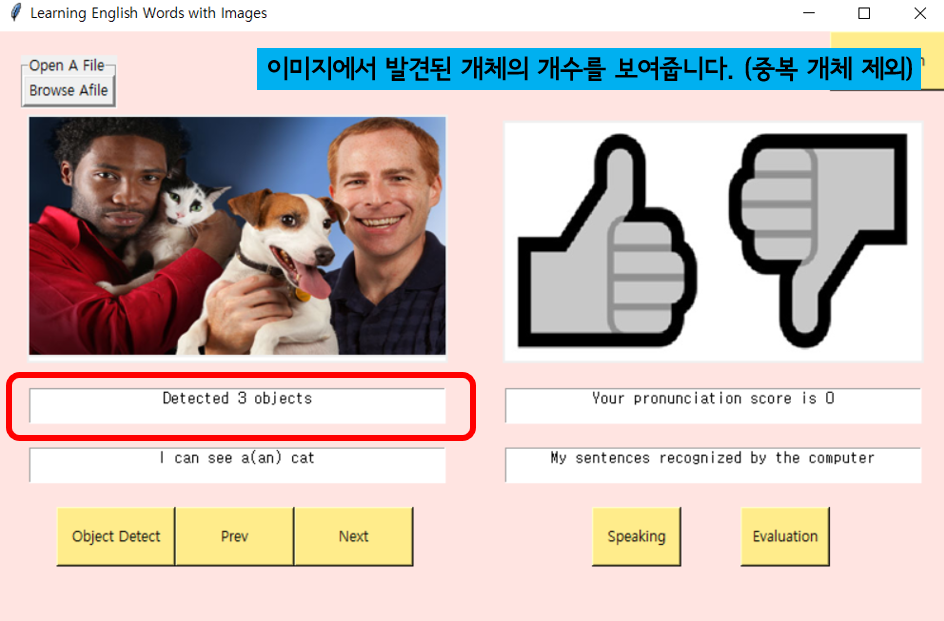 Learning English Words with Images
Open A File
Browse Afile
이미지에서 발견된 개체의 개수를 보여줍니다. (중복 개체 제외)
Detected 3 objects
Your pronunciation score is 0
I can see a(an) cat
My sentences recognized by the computer
Object Detect
Prev
Next
Speaking
Evaluation